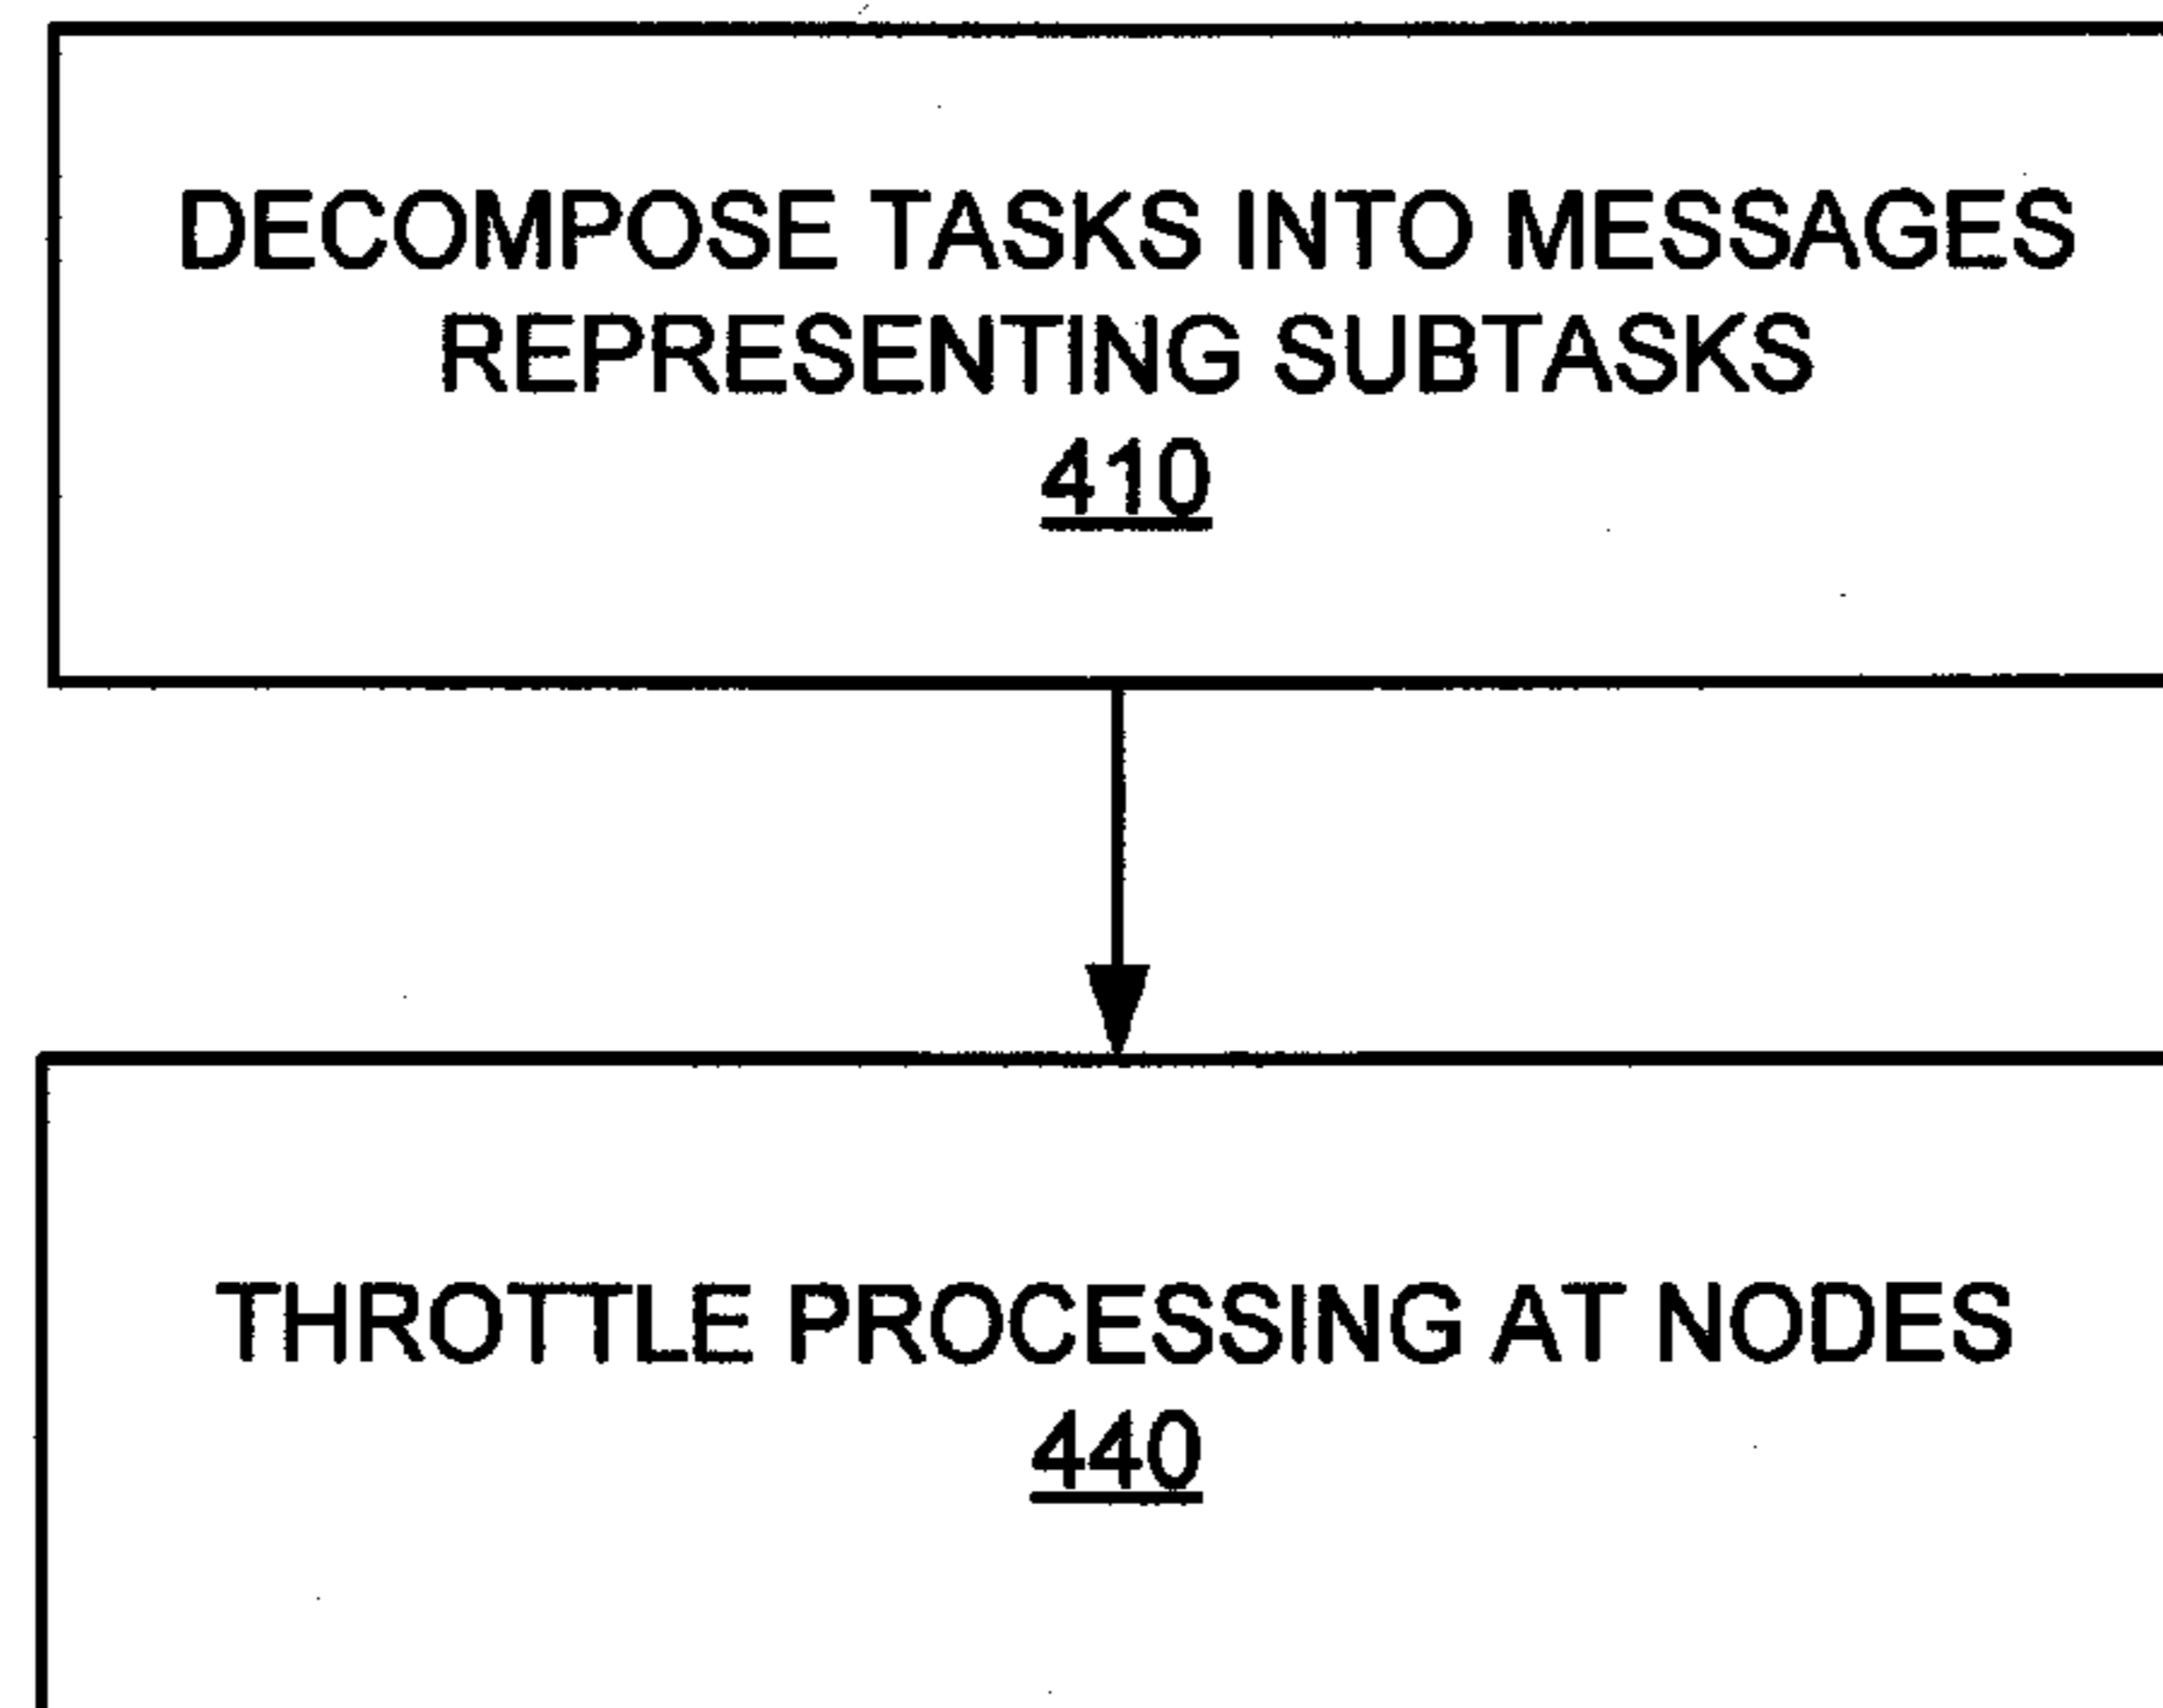 DECOMPOSE TASKS INTO MESSAGES
REPRESENTING SUBTASKS
410
THROTTLE PROCESSING AT NODES
440